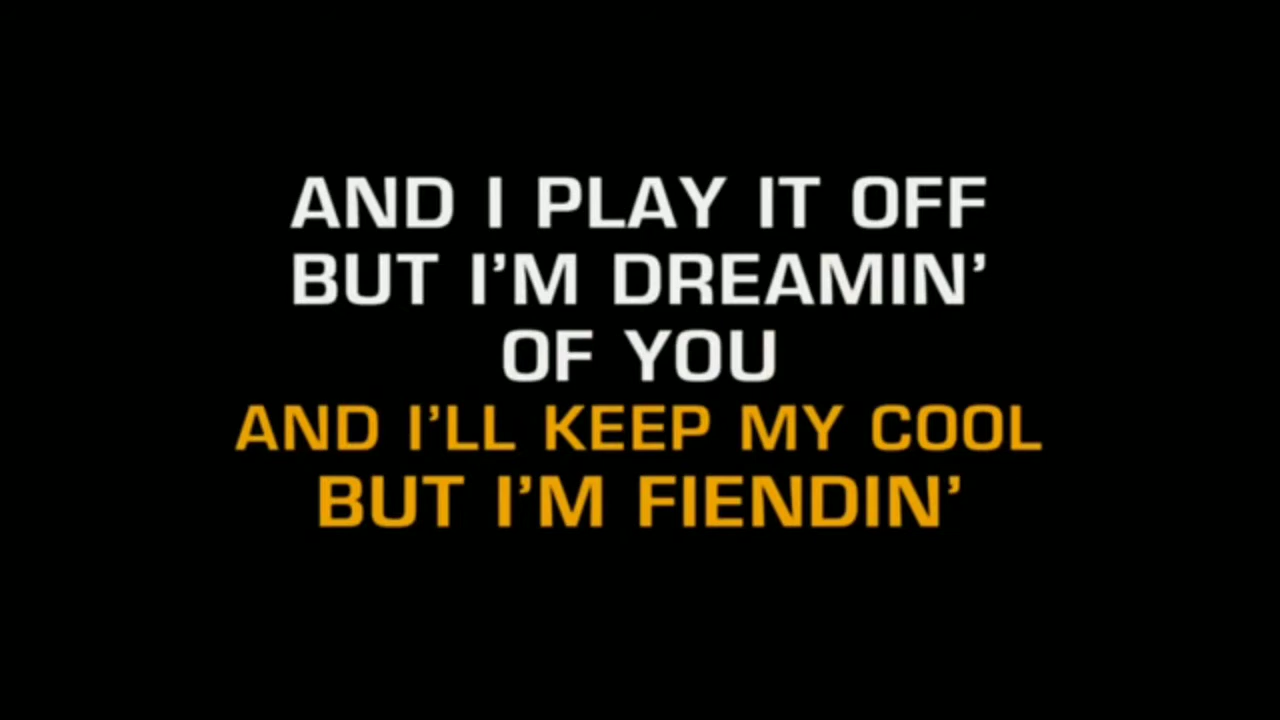 AND I PLAY IT OFF
BUT I'M DREAMIN'
OF YOU
AND I'LL KEEP MY COOL
BUT I'M FIENDIN'